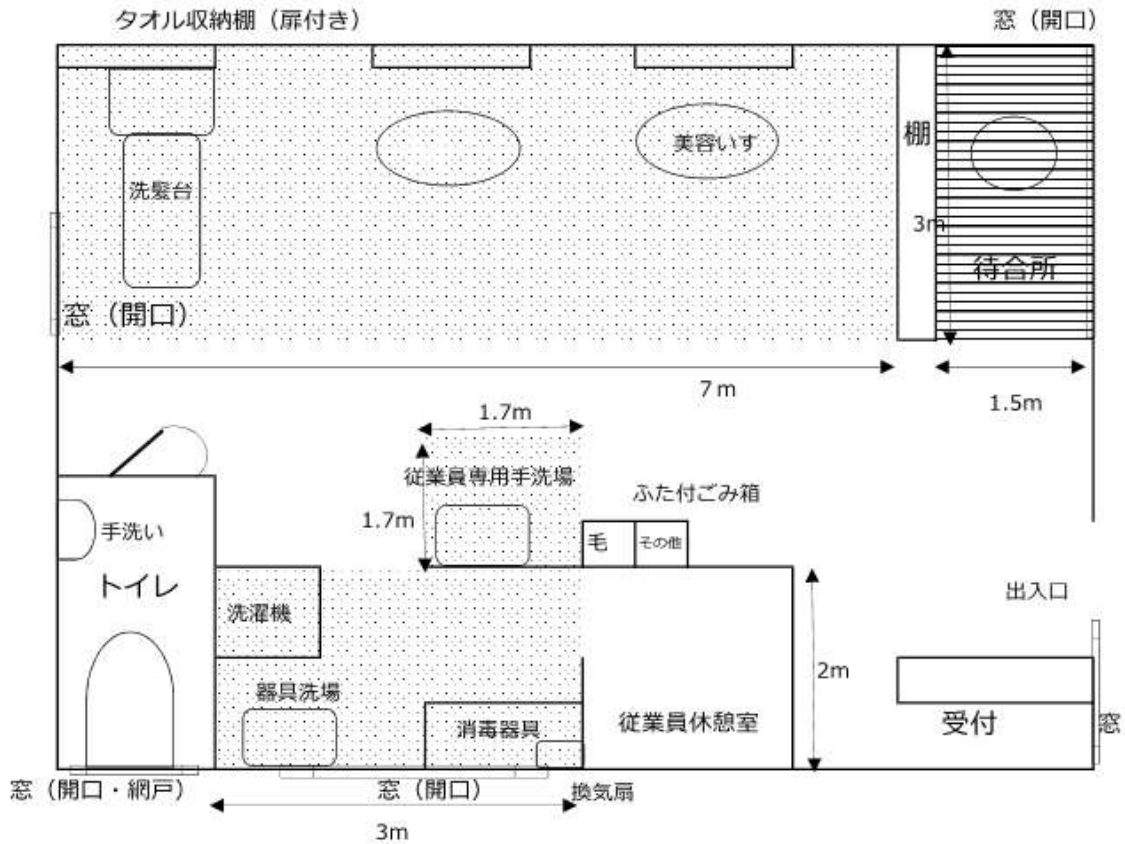 タオル収納棚（扉付き）
窓（開口）
美容いす
棚
洗髪台
3m
待合所
窓（開口）
7m
1.5m
1.7m
従業員専用手洗場
ふた付ごみ箱
1.7m
手洗い
毛
その他
トイレ
出入口
洗濯機
2m
器具洗場
消毒器具
従業員休憩室
受付
窓
窓（開口・網戸）
窓（開口）
換気扇
3m